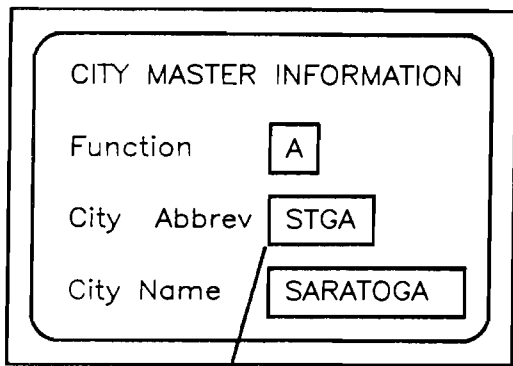 CITY MASTER INFORMATION
Function A
City Abbrev STGA
City Name SARATOGA